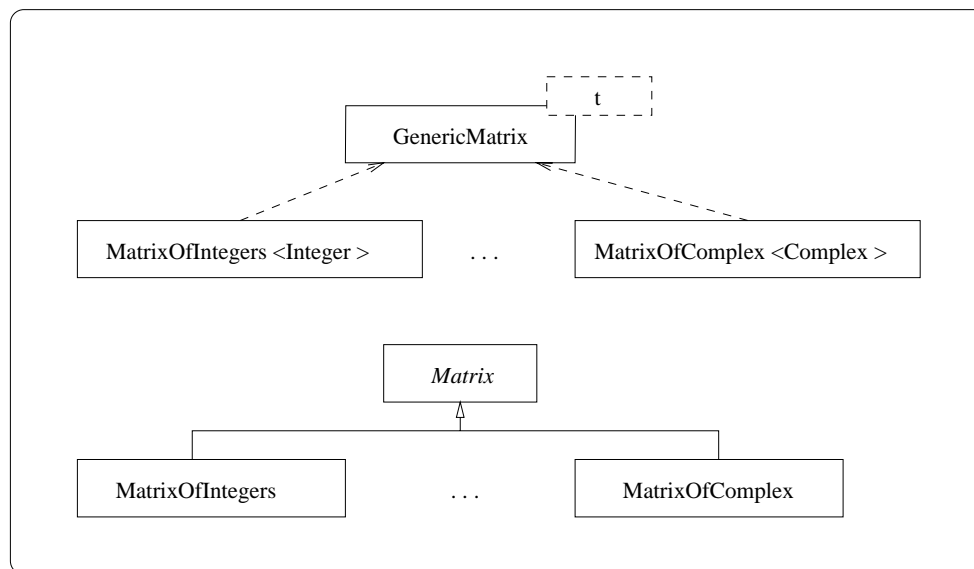 t
GenericMatrix
MatrixOfIntegers <Integer > . . . MatrixOfComplex <Complex >
Matrix
MatrixOfIntegers . . . MatrixOfComplex